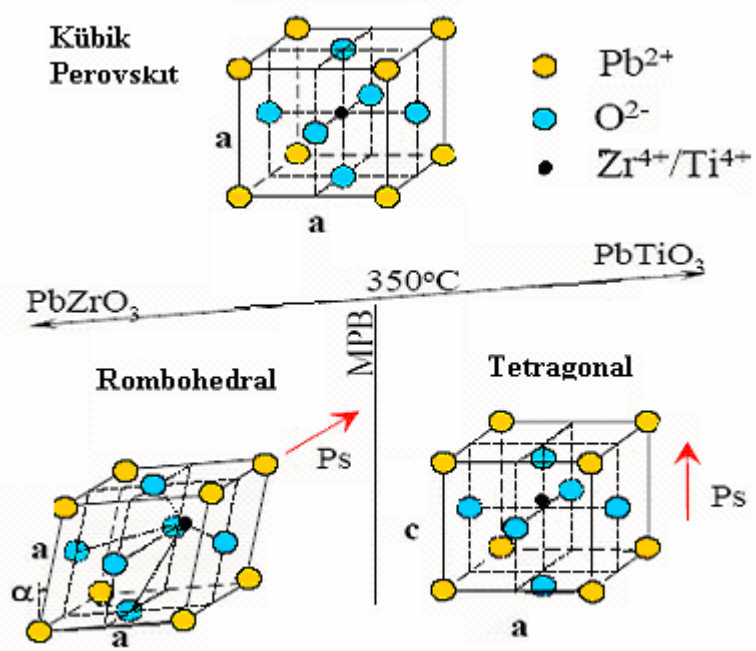 Kübik
Perovskıt
Pb²⁺
O²⁻
Zr⁴⁺/Ti⁴⁺
a
a
PbTiO₃
350°C
PbZrO₃
MPB
Rombohedral
Tetragonal
Ps
Ps
a
c
α
a
a